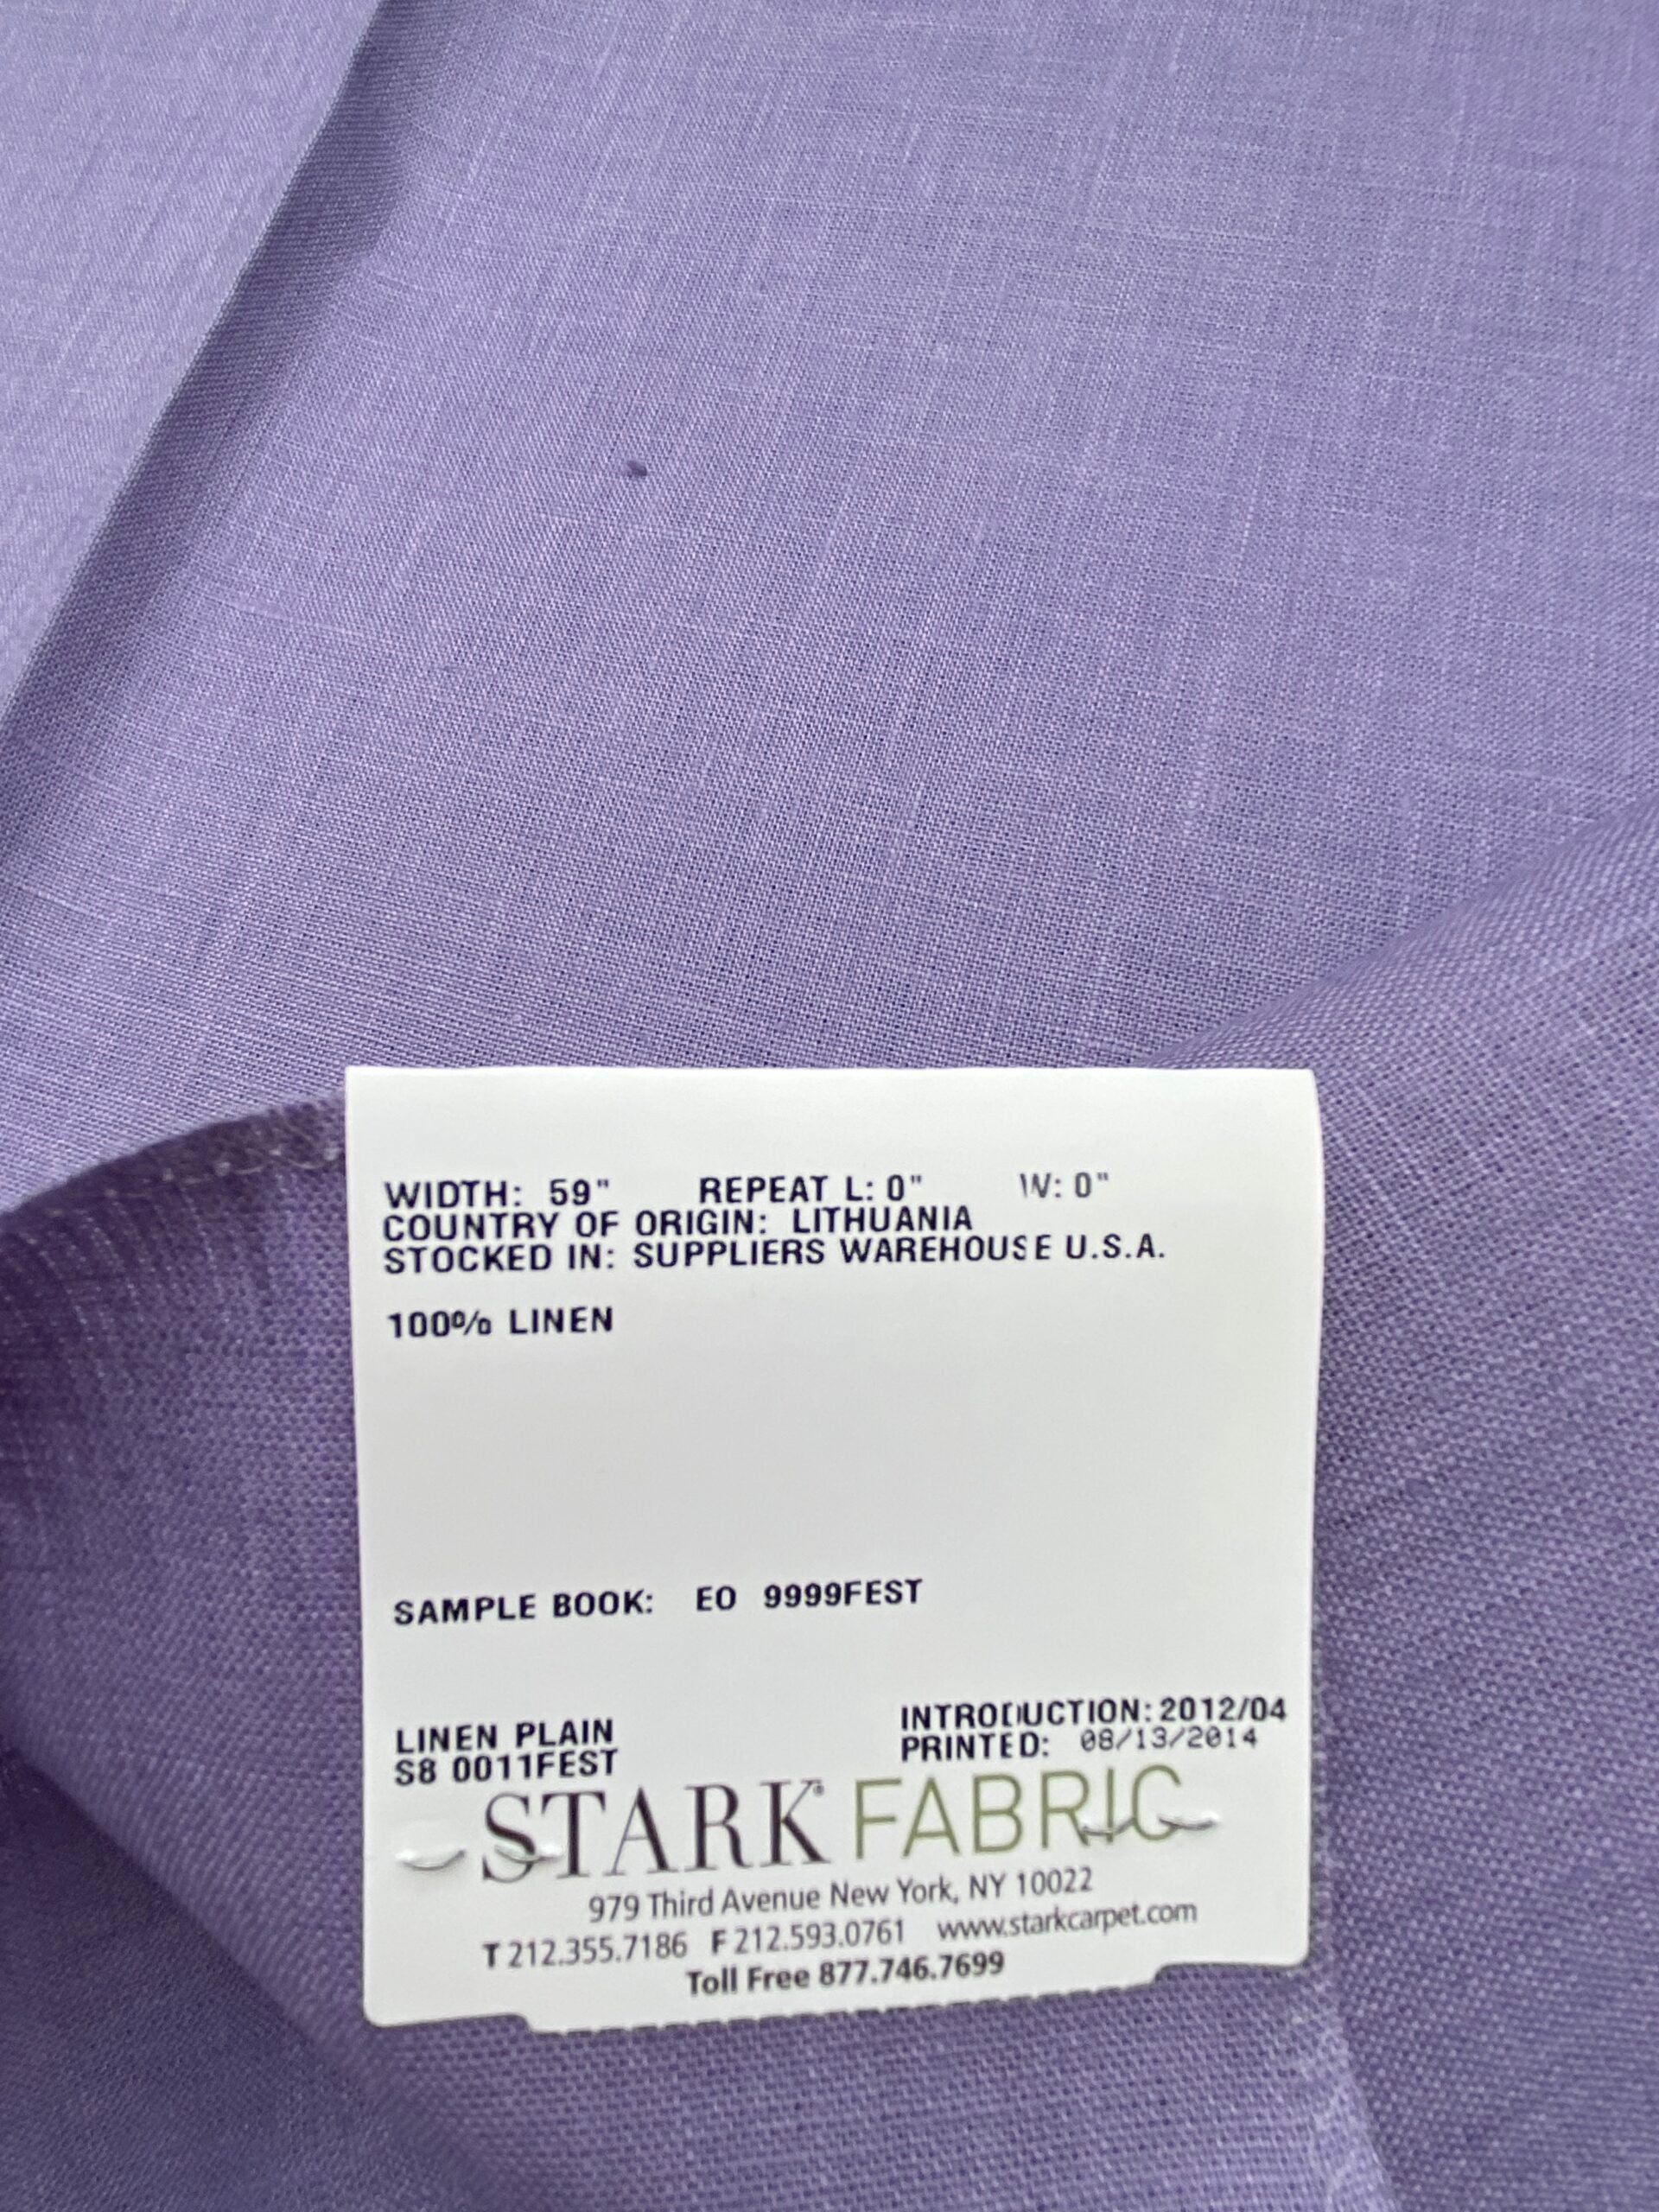 WIDTH: 59" REPEAT L: 0" W: 0"
COUNTRY OF ORIGIN: LITHUANIA
STOCKED IN: SUPPLIERS WAREHOUSE U.S.A.
100% LINEN
SAMPLE BOOK: EO 9999FEST
LINEN PLAIN INTRODUCTION: 2012/04
S8 0011FEST PRINTED: 08/13/2014
STARK® FABRIC
979 Third Avenue New York, NY 10022
T 212.355.7186 F 212.593.0761 www.starkcarpet.com
Toll Free 877.746.7699